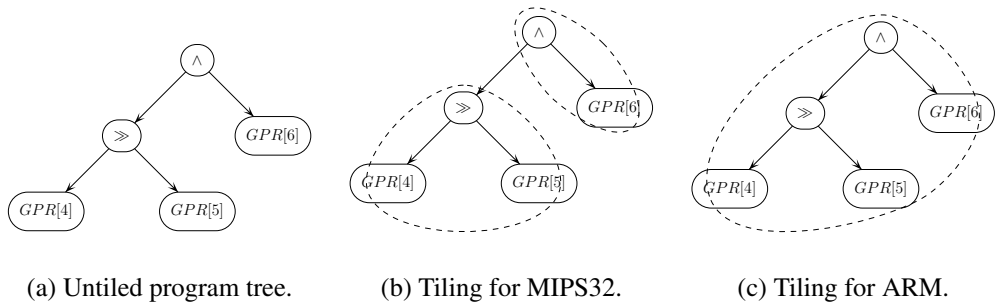 ∧
≫
GPR[6]
GPR[4]
GPR[5]
∧
≫
GPR[6]
GPR[4]
GPR[5]
∧
≫
GPR[6]
GPR[4]
GPR[5]
(a) Untiled program tree.
(b) Tiling for MIPS32.
(c) Tiling for ARM.